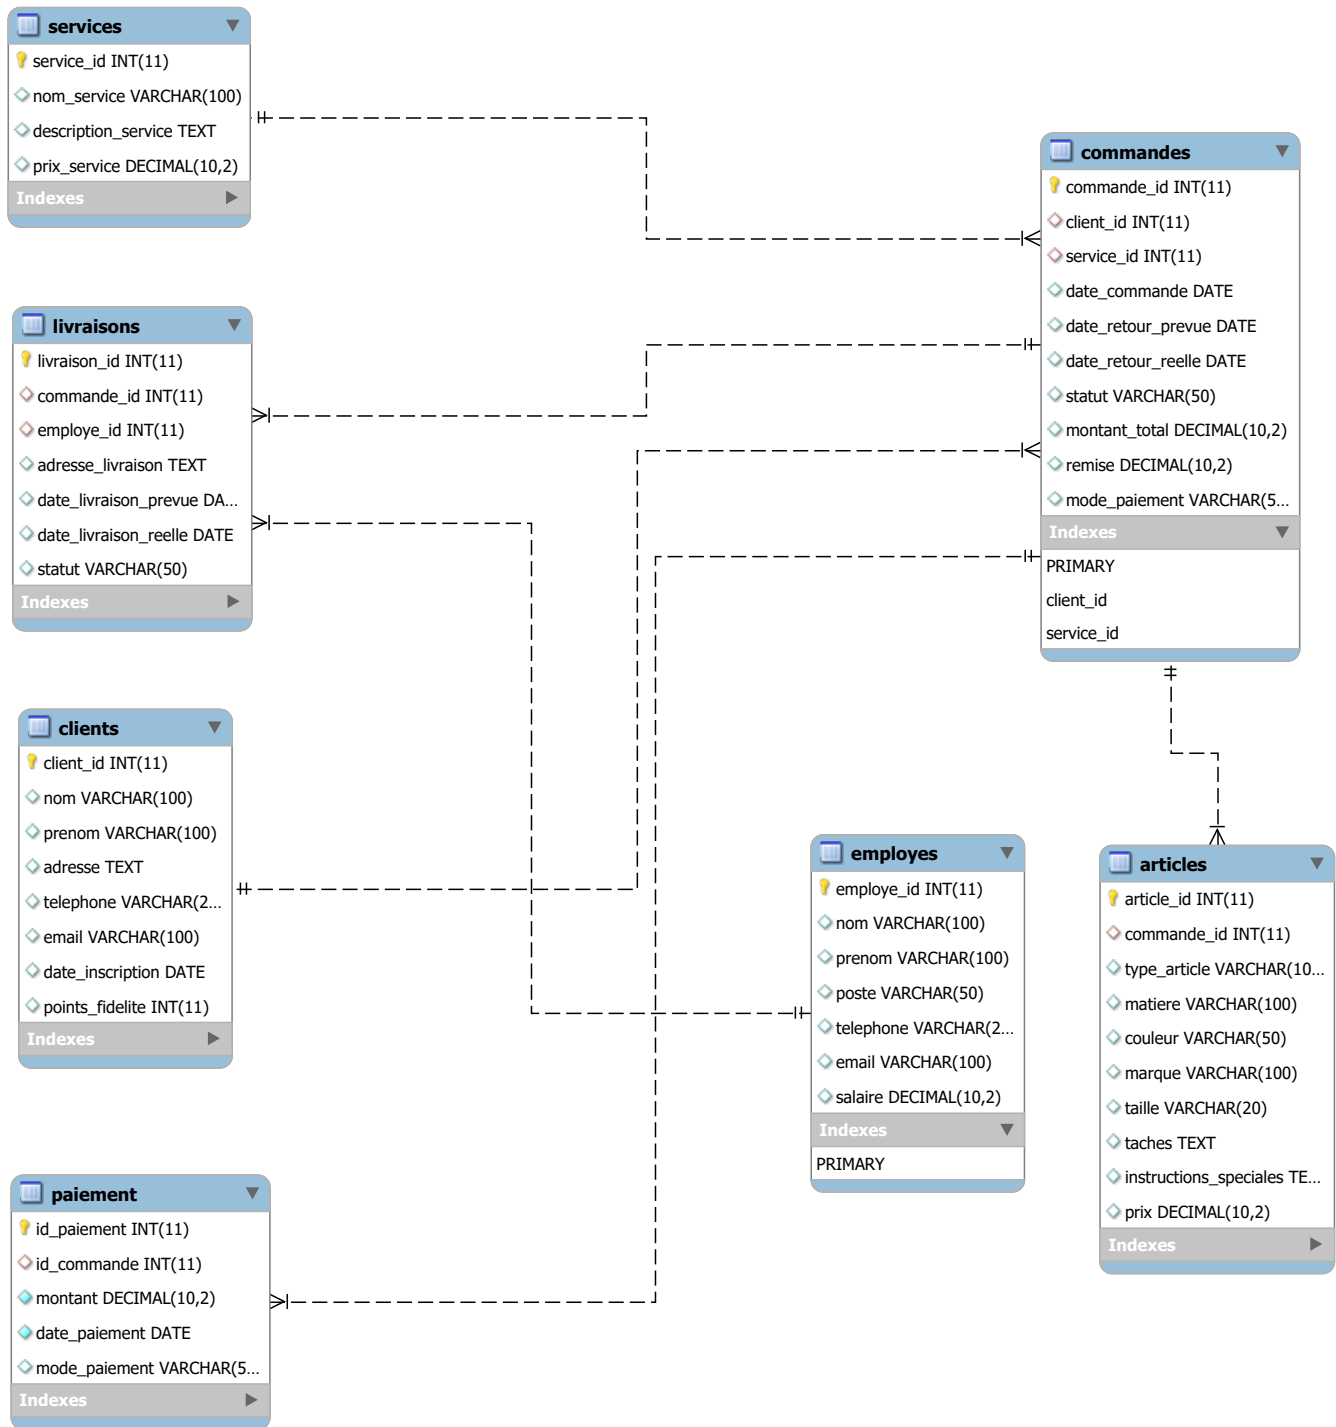 services
service_id INT(11)
nom_service VARCHAR(100)
description_service TEXT
prix_service DECIMAL(10,2)
Indexes
livraisons
livraison_id INT(11)
commande_id INT(11)
employe_id INT(11)
adresse_livraison TEXT
date_livraison_prevue DA...
date_livraison_reelle DATE
statut VARCHAR(50)
Indexes
clients
client_id INT(11)
nom VARCHAR(100)
prenom VARCHAR(100)
adresse TEXT
telephone VARCHAR(2...
email VARCHAR(100)
date_inscription DATE
points_fidelite INT(11)
Indexes
paiement
id_paiement INT(11)
id_commande INT(11)
montant DECIMAL(10,2)
date_paiement DATE
mode_paiement VARCHAR(5...
Indexes
commandes
commande_id INT(11)
client_id INT(11)
service_id INT(11)
date_commande DATE
date_retour_prevue DATE
date_retour_reelle DATE
statut VARCHAR(50)
montant_total DECIMAL(10,2)
remise DECIMAL(10,2)
mode_paiement VARCHAR(5...
Indexes
PRIMARY
client_id
service_id
employes
employe_id INT(11)
nom VARCHAR(100)
prenom VARCHAR(100)
poste VARCHAR(50)
telephone VARCHAR(2...
email VARCHAR(100)
salaire DECIMAL(10,2)
Indexes
PRIMARY
articles
article_id INT(11)
commande_id INT(11)
type_article VARCHAR(10...
matiere VARCHAR(100)
couleur VARCHAR(50)
marque VARCHAR(100)
taille VARCHAR(20)
taches TEXT
instructions_speciales TE...
prix DECIMAL(10,2)
Indexes